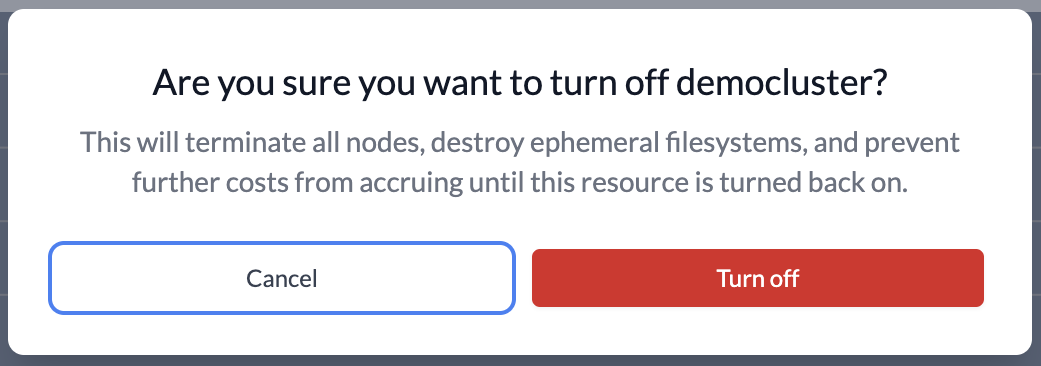 Are you sure you want to turn off democluster?
This will terminate all nodes, destroy ephemeral filesystems, and prevent
further costs from accruing until this resource is turned back on.
Cancel
Turn off